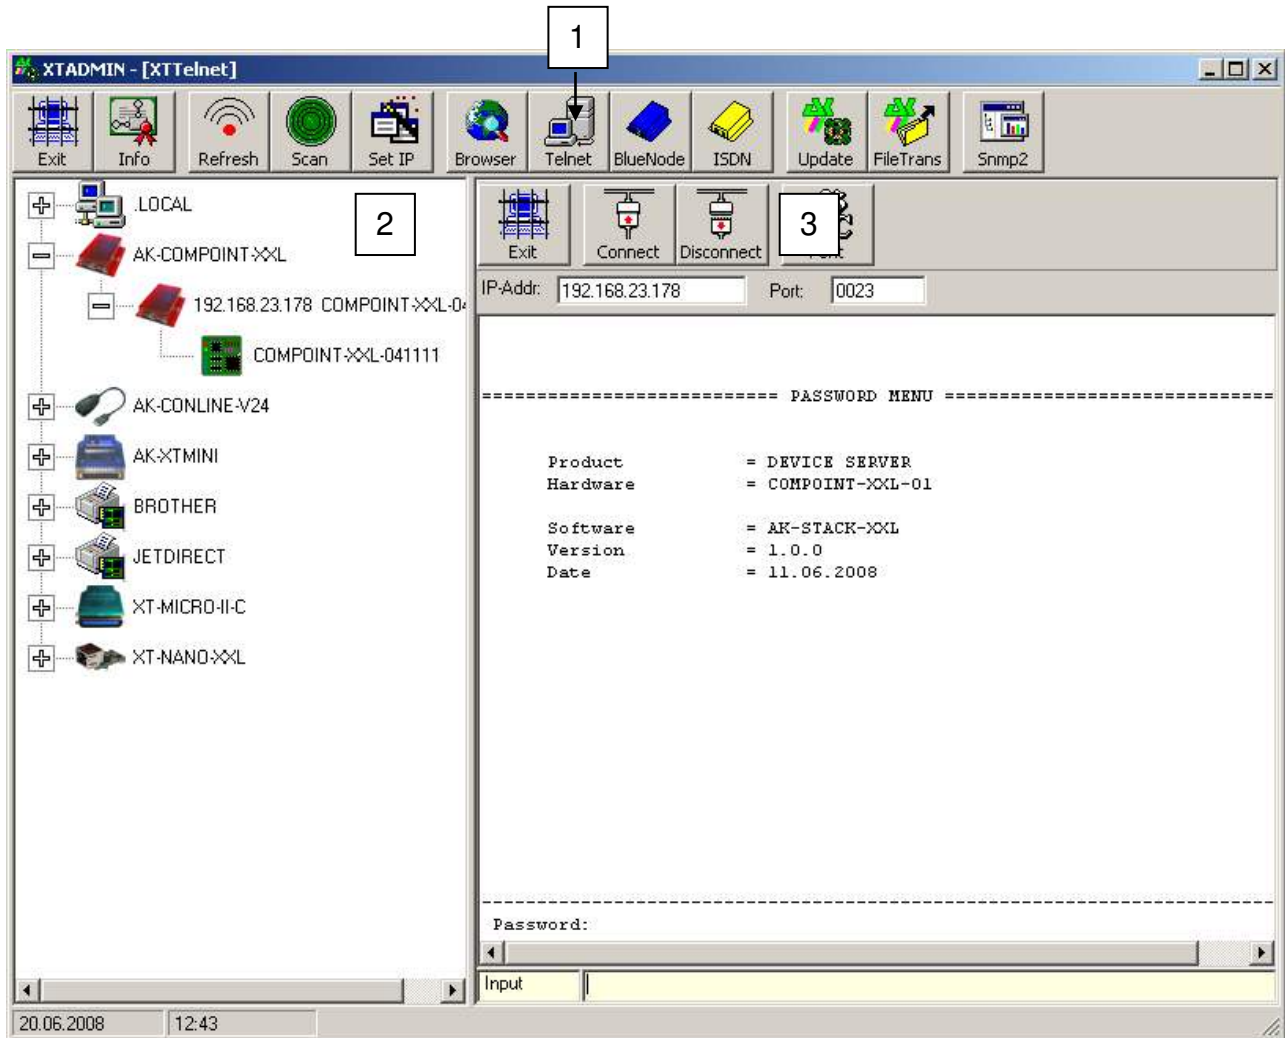 1
XTADMIN - [XTTelnet]
Exit Info Refresh Scan Set IP Browser Telnet BlueNode ISDN Update FileTrans Snmp2
.LOCAL
2
AK-COMPOINT-XXL
192.168.23.178 COMPOINT-XXL-04
COMPOINT-XXL-041111
AK-CONLINE-V24
AK-XTMINI
BROTHER
JETDIRECT
XT-MICRO-II-C
XT-NANO-XXL
Exit Connect Disconnect
3
IP-Addr: 192.168.23.178 Port: 0023
=========================== PASSWORD MENU ==============================
Product = DEVICE SERVER
Hardware = COMPOINT-XXL-01
Software = AK-STACK-XXL
Version = 1.0.0
Date = 11.06.2008
------------------------------------------------------------------------
Password:
Input
20.06.2008 12:43